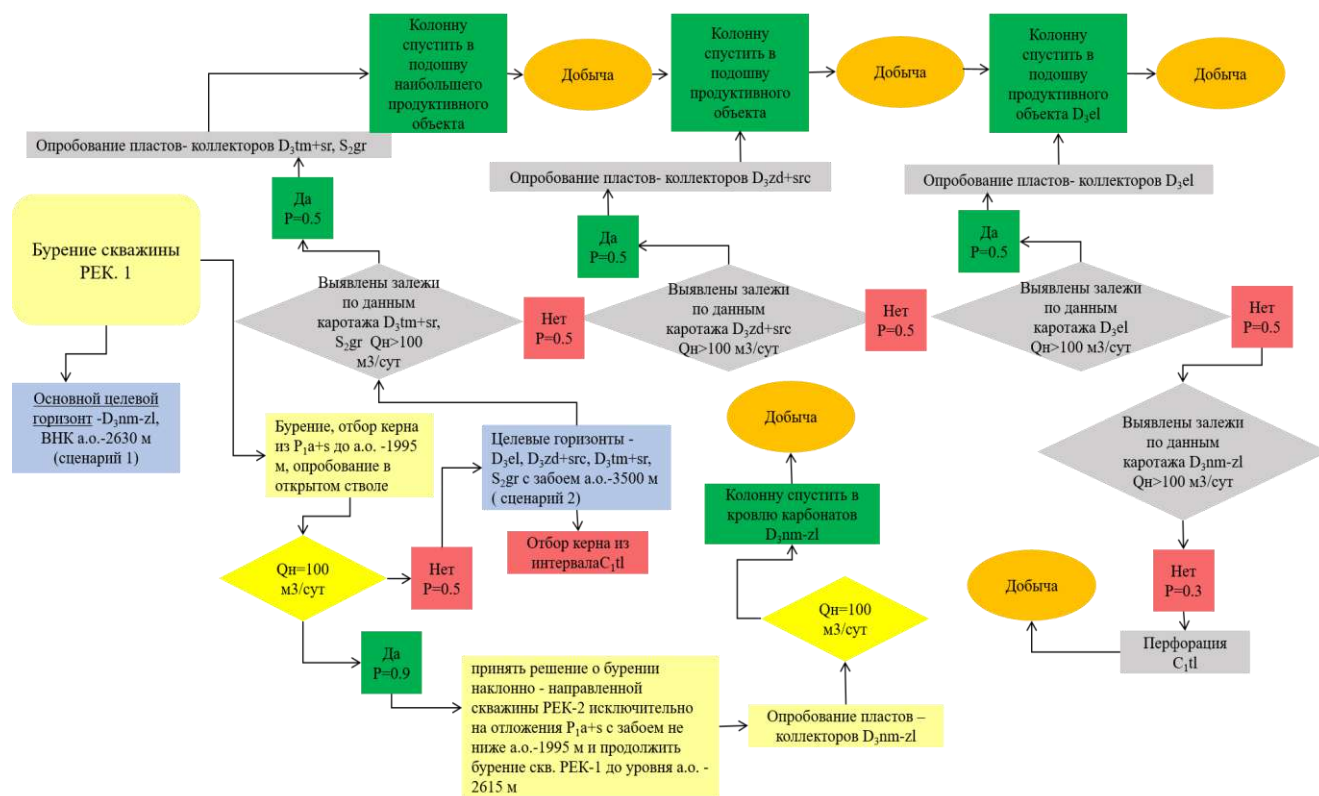 Колонну
спустить в
подошву
наибольшего
продуктивного
объекта
Добыча
Колонну
спустить в
подошву
продуктивного
объекта
Добыча
Колонну
спустить в
подошву
продуктивного
объекта D₃el
Добыча
Опробование пластов- коллекторов D₃tm+sr, S₂gr
Опробование пластов- коллекторов D₃zd+src
Опробование пластов- коллекторов D₃el
Да
P=0.5
Да
P=0.5
Да
P=0.5
Бурение скважины
РЕК. 1
Выявлены залежи
по данным
каротажа D₃tm+sr,
S₂gr Qн>100
м3/сут
Нет
P=0.5
Выявлены залежи
по данным
каротажа D₃zd+src
Qн>100 м3/сут
Нет
P=0.5
Выявлены залежи
по данным
каротажа D₃el
Qн>100 м3/сут
Нет
P=0.5
Основной целевой
горизонт -D₃nm-zl,
ВНК а.о.-2630 м
(сценарий 1)
Бурение, отбор керна
из P₁a+s до а.о. -1995
м, опробование в
открытом стволе
Целевые горизонты -
D₃el, D₃zd+src, D₃tm+sr,
S₂gr с забоем а.о.-3500 м
( сценарий 2)
Отбор керна из
интервалаC₁tl
Добыча
Колонну спустить в
кровлю карбонатов
D₃nm-zl
Выявлены залежи
по данным
каротажа D₃nm-zl
Qн>100 м3/сут
Qн=100
м3/сут
Нет
P=0.5
Qн=100
м3/сут
Добыча
Нет
P=0.3
Перфорация
C₁tl
Да
P=0.9
принять решение о бурении
наклонно - направленной
скважины РЕК-2 исключительно
на отложения P₁a+s с забоем не
ниже а.о.-1995 м и продолжить
бурение скв. РЕК-1 до уровня а.о. -
2615 м
Опробование пластов –
коллекторов D₃nm-zl